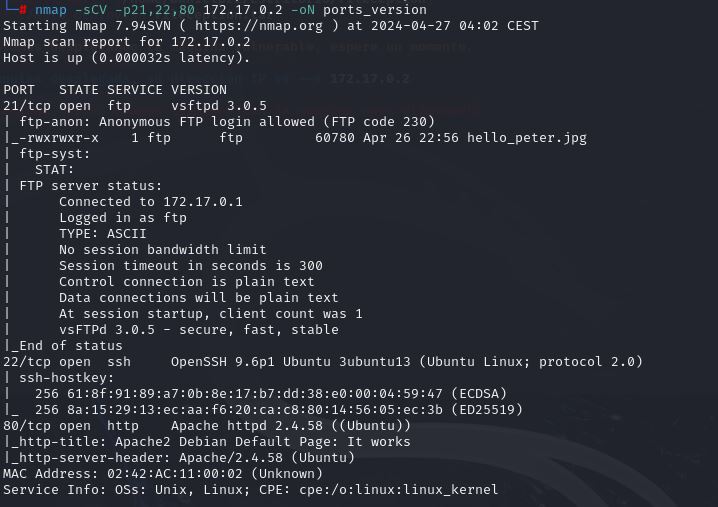 └─# nmap -sCV -p21,22,80 172.17.0.2 -oN ports_version
Starting Nmap 7.94SVN ( https://nmap.org ) at 2024-04-27 04:02 CEST
Nmap scan report for 172.17.0.2
Host is up (0.000032s latency).
PORT   STATE SERVICE VERSION
21/tcp open  ftp     vsftpd 3.0.5
| ftp-anon: Anonymous FTP login allowed (FTP code 230)
|_-rwxrwxr-x    1 ftp      ftp         60780 Apr 26 22:56 hello_peter.jpg
| ftp-syst:
|   STAT:
| FTP server status:
|      Connected to 172.17.0.1
|      Logged in as ftp
|      TYPE: ASCII
|      No session bandwidth limit
|      Session timeout in seconds is 300
|      Control connection is plain text
|      Data connections will be plain text
|      At session startup, client count was 1
|      vsFTPd 3.0.5 - secure, fast, stable
|_End of status
22/tcp open  ssh     OpenSSH 9.6p1 Ubuntu 3ubuntu13 (Ubuntu Linux; protocol 2.0)
| ssh-hostkey:
|   256 61:8f:91:89:a7:0b:8e:17:b7:dd:38:e0:00:04:59:47 (ECDSA)
|_  256 8a:15:29:13:ec:aa:f6:20:ca:c8:80:14:56:05:ec:3b (ED25519)
80/tcp open  http    Apache httpd 2.4.58 ((Ubuntu))
|_http-title: Apache2 Debian Default Page: It works
|_http-server-header: Apache/2.4.58 (Ubuntu)
MAC Address: 02:42:AC:11:00:02 (Unknown)
Service Info: OSs: Unix, Linux; CPE: cpe:/o:linux:linux_kernel